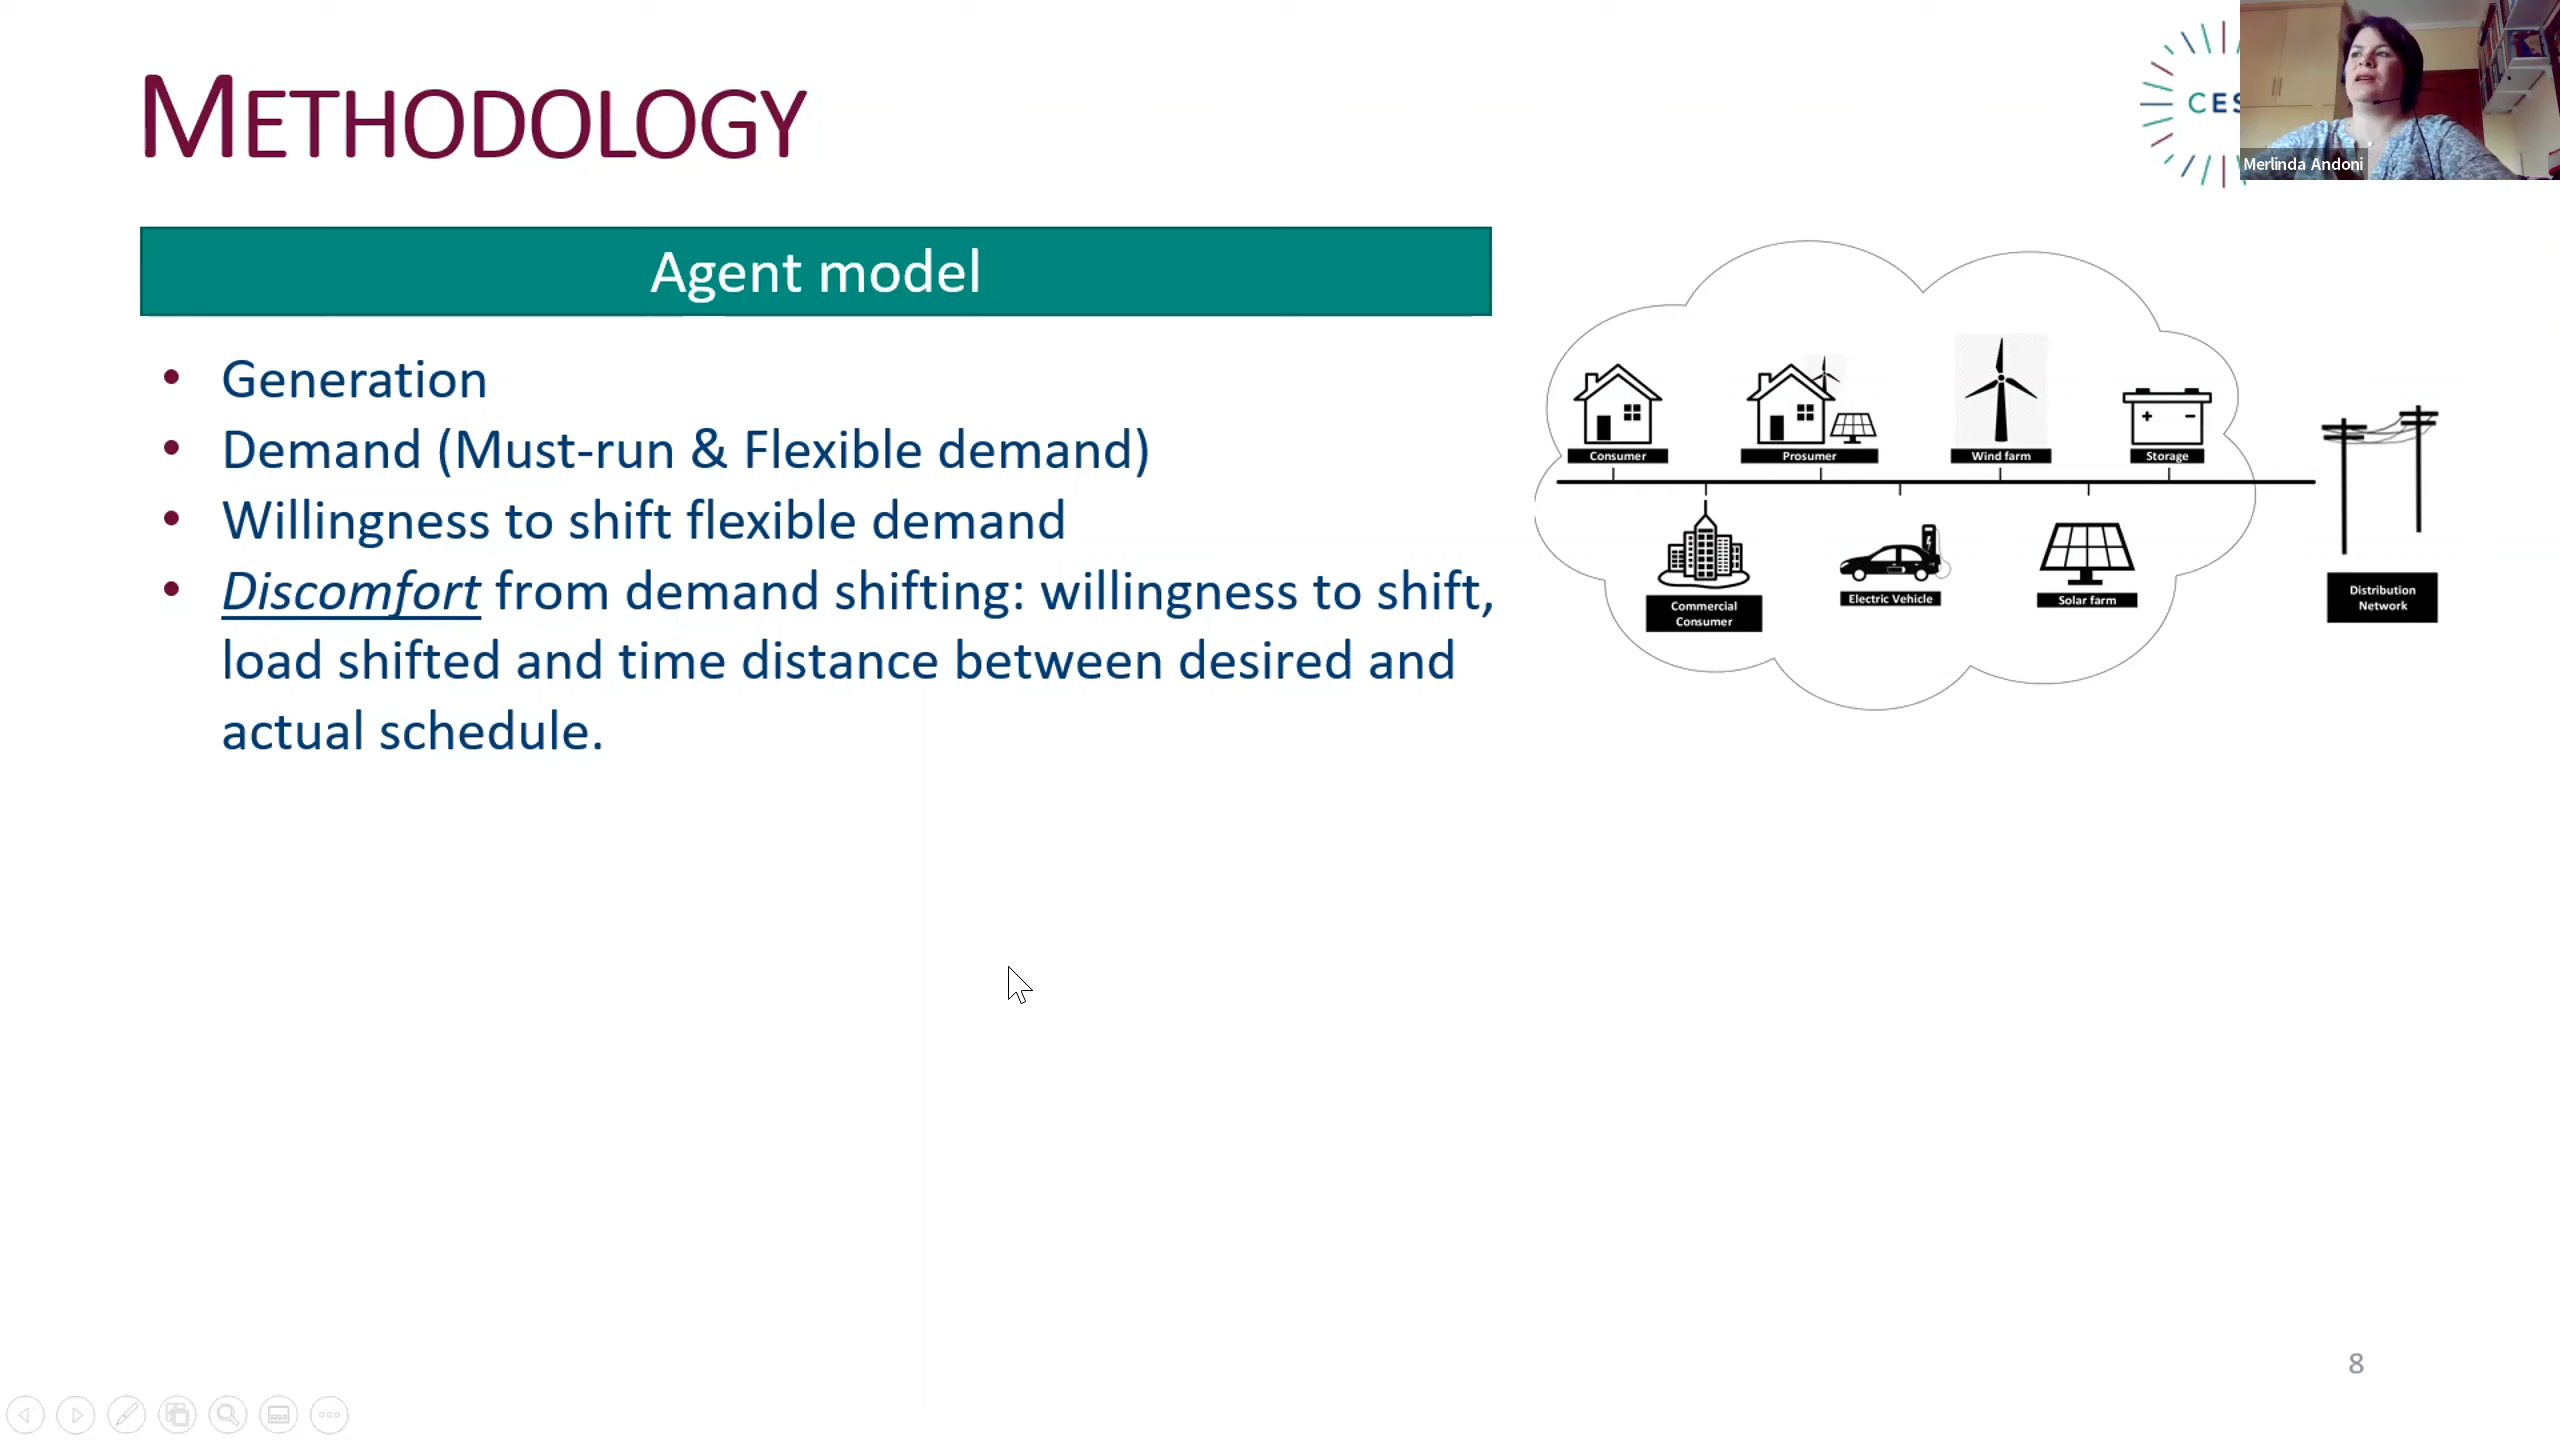 METHODOLOGY
CES
Merlinda Andoni
Agent model
• Generation
• Demand (Must-run & Flexible demand)
• Willingness to shift flexible demand
• Discomfort from demand shifting: willingness to shift,
load shifted and time distance between desired and
actual schedule.
Consumer
Prosumer
Wind farm
Storage
Commercial
Consumer
Electric Vehicle
Solar farm
Distribution
Network
8